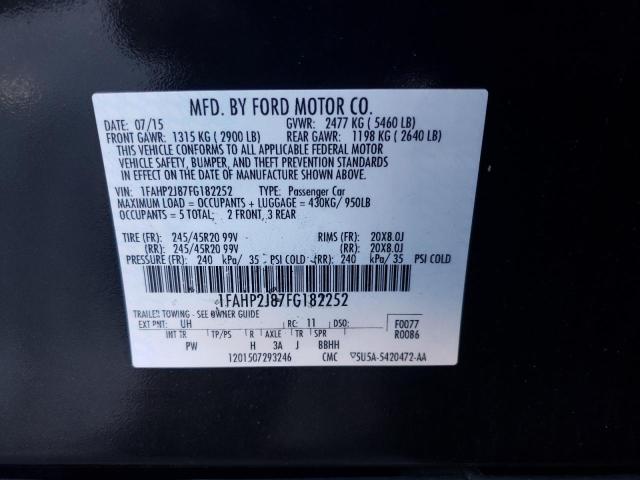 MFD. BY FORD MOTOR CO.
DATE: 07/15 GVWR: 2477 KG ( 5460 LB)
FRONT GAWR: 1315 KG ( 2900 LB) REAR GAWR: 1198 KG ( 2640 LB)
THIS VEHICLE CONFORMS TO ALL APPLICABLE FEDERAL MOTOR
VEHICLE SAFETY, BUMPER, AND THEFT PREVENTION STANDARDS
IN EFFECT ON THE DATE OF MANUFACTURE SHOWN ABOVE.
VIN: 1FAHP2J87FG182252 TYPE: Passenger Car
MAXIMUM LOAD = OCCUPANTS + LUGGAGE = 430KG/ 950LB
OCCUPANTS = 5 TOTAL; 2 FRONT, 3 REAR
TIRE (FR): 245/45R20 99V RIMS (FR): 20X8.0J
(RR): 245/45R20 99V (RR): 20X8.0J
PRESSURE (FR): 240 kPa/ 35 PSI COLD (RR): 240 kPa/ 35 PSI COLD
1FAHP2J87FG182252
TRAILER TOWING - SEE OWNER GUIDE
EXT PNT: UH RC: 11 DSO: F0077
INT TR TP/PS R AXLE TR SPR R0086
PW H 3A J BBHH
1201507293246 CMC ▽5U5A-5420472-AA